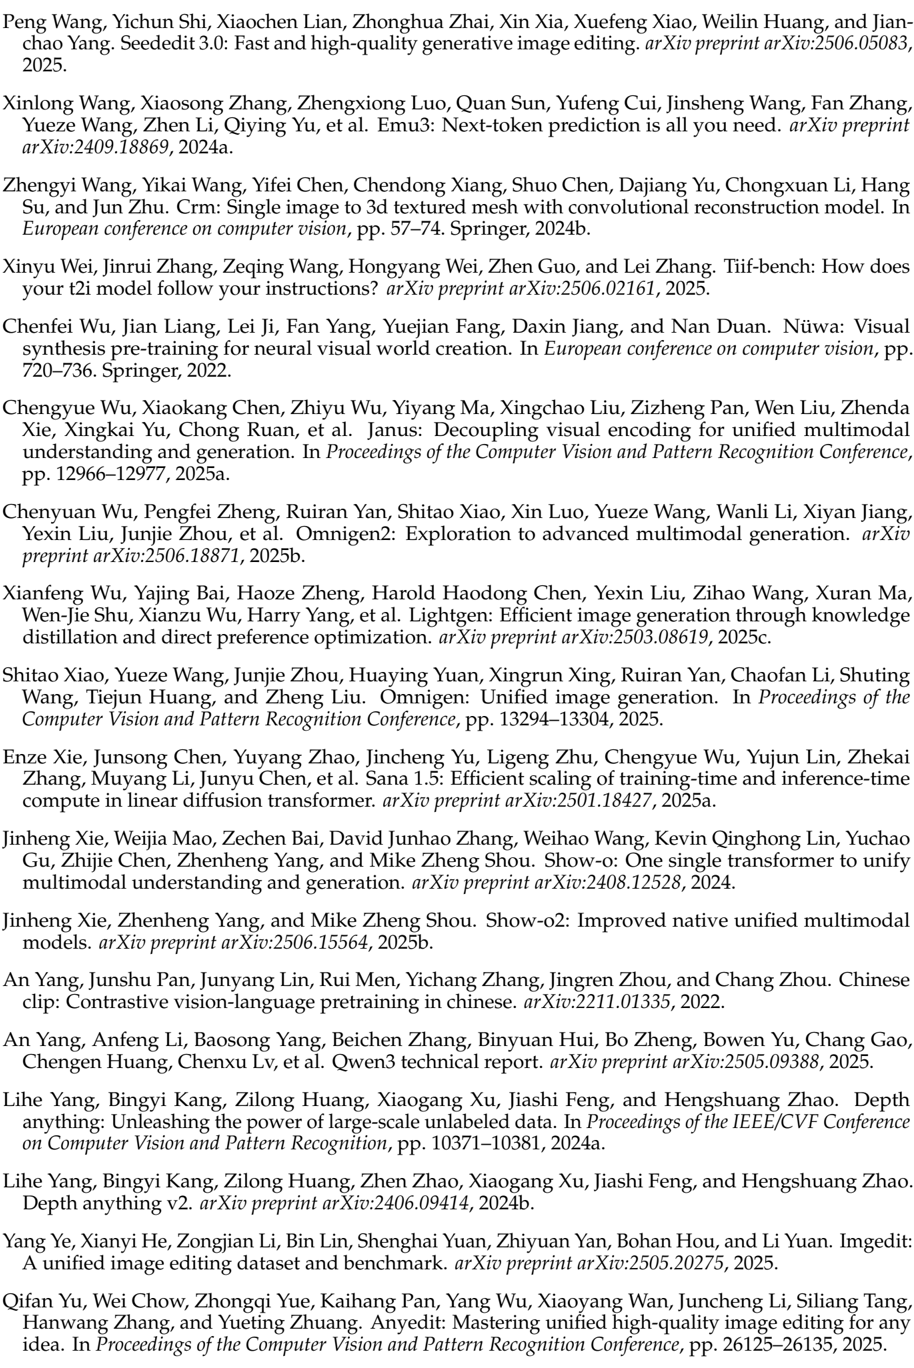 Peng Wang, Yichun Shi, Xiaochen Lian, Zhonghua Zhai, Xin Xia, Xuefeng Xiao, Weilin Huang, and Jian-
chao Yang. Seededit 3.0: Fast and high-quality generative image editing. arXiv preprint arXiv:2506.05083,
2025.
Xinlong Wang, Xiaosong Zhang, Zhengxiong Luo, Quan Sun, Yufeng Cui, Jinsheng Wang, Fan Zhang,
Yueze Wang, Zhen Li, Qiying Yu, et al. Emu3: Next-token prediction is all you need. arXiv preprint
arXiv:2409.18869, 2024a.
Zhengyi Wang, Yikai Wang, Yifei Chen, Chendong Xiang, Shuo Chen, Dajiang Yu, Chongxuan Li, Hang
Su, and Jun Zhu. Crm: Single image to 3d textured mesh with convolutional reconstruction model. In
European conference on computer vision, pp. 57–74. Springer, 2024b.
Xinyu Wei, Jinrui Zhang, Zeqing Wang, Hongyang Wei, Zhen Guo, and Lei Zhang. Tiif-bench: How does
your t2i model follow your instructions? arXiv preprint arXiv:2506.02161, 2025.
Chenfei Wu, Jian Liang, Lei Ji, Fan Yang, Yuejian Fang, Daxin Jiang, and Nan Duan. Nüwa: Visual
synthesis pre-training for neural visual world creation. In European conference on computer vision, pp.
720–736. Springer, 2022.
Chengyue Wu, Xiaokang Chen, Zhiyu Wu, Yiyang Ma, Xingchao Liu, Zizheng Pan, Wen Liu, Zhenda
Xie, Xingkai Yu, Chong Ruan, et al. Janus: Decoupling visual encoding for unified multimodal
understanding and generation. In Proceedings of the Computer Vision and Pattern Recognition Conference,
pp. 12966–12977, 2025a.
Chenyuan Wu, Pengfei Zheng, Ruiran Yan, Shitao Xiao, Xin Luo, Yueze Wang, Wanli Li, Xiyan Jiang,
Yexin Liu, Junjie Zhou, et al. Omnigen2: Exploration to advanced multimodal generation. arXiv
preprint arXiv:2506.18871, 2025b.
Xianfeng Wu, Yajing Bai, Haoze Zheng, Harold Haodong Chen, Yexin Liu, Zihao Wang, Xuran Ma,
Wen-Jie Shu, Xianzu Wu, Harry Yang, et al. Lightgen: Efficient image generation through knowledge
distillation and direct preference optimization. arXiv preprint arXiv:2503.08619, 2025c.
Shitao Xiao, Yueze Wang, Junjie Zhou, Huaying Yuan, Xingrun Xing, Ruiran Yan, Chaofan Li, Shuting
Wang, Tiejun Huang, and Zheng Liu. Omnigen: Unified image generation. In Proceedings of the
Computer Vision and Pattern Recognition Conference, pp. 13294–13304, 2025.
Enze Xie, Junsong Chen, Yuyang Zhao, Jincheng Yu, Ligeng Zhu, Chengyue Wu, Yujun Lin, Zhekai
Zhang, Muyang Li, Junyu Chen, et al. Sana 1.5: Efficient scaling of training-time and inference-time
compute in linear diffusion transformer. arXiv preprint arXiv:2501.18427, 2025a.
Jinheng Xie, Weijia Mao, Zechen Bai, David Junhao Zhang, Weihao Wang, Kevin Qinghong Lin, Yuchao
Gu, Zhijie Chen, Zhenheng Yang, and Mike Zheng Shou. Show-o: One single transformer to unify
multimodal understanding and generation. arXiv preprint arXiv:2408.12528, 2024.
Jinheng Xie, Zhenheng Yang, and Mike Zheng Shou. Show-o2: Improved native unified multimodal
models. arXiv preprint arXiv:2506.15564, 2025b.
An Yang, Junshu Pan, Junyang Lin, Rui Men, Yichang Zhang, Jingren Zhou, and Chang Zhou. Chinese
clip: Contrastive vision-language pretraining in chinese. arXiv:2211.01335, 2022.
An Yang, Anfeng Li, Baosong Yang, Beichen Zhang, Binyuan Hui, Bo Zheng, Bowen Yu, Chang Gao,
Chengen Huang, Chenxu Lv, et al. Qwen3 technical report. arXiv preprint arXiv:2505.09388, 2025.
Lihe Yang, Bingyi Kang, Zilong Huang, Xiaogang Xu, Jiashi Feng, and Hengshuang Zhao. Depth
anything: Unleashing the power of large-scale unlabeled data. In Proceedings of the IEEE/CVF Conference
on Computer Vision and Pattern Recognition, pp. 10371–10381, 2024a.
Lihe Yang, Bingyi Kang, Zilong Huang, Zhen Zhao, Xiaogang Xu, Jiashi Feng, and Hengshuang Zhao.
Depth anything v2. arXiv preprint arXiv:2406.09414, 2024b.
Yang Ye, Xianyi He, Zongjian Li, Bin Lin, Shenghai Yuan, Zhiyuan Yan, Bohan Hou, and Li Yuan. Imgedit:
A unified image editing dataset and benchmark. arXiv preprint arXiv:2505.20275, 2025.
Qifan Yu, Wei Chow, Zhongqi Yue, Kaihang Pan, Yang Wu, Xiaoyang Wan, Juncheng Li, Siliang Tang,
Hanwang Zhang, and Yueting Zhuang. Anyedit: Mastering unified high-quality image editing for any
idea. In Proceedings of the Computer Vision and Pattern Recognition Conference, pp. 26125–26135, 2025.